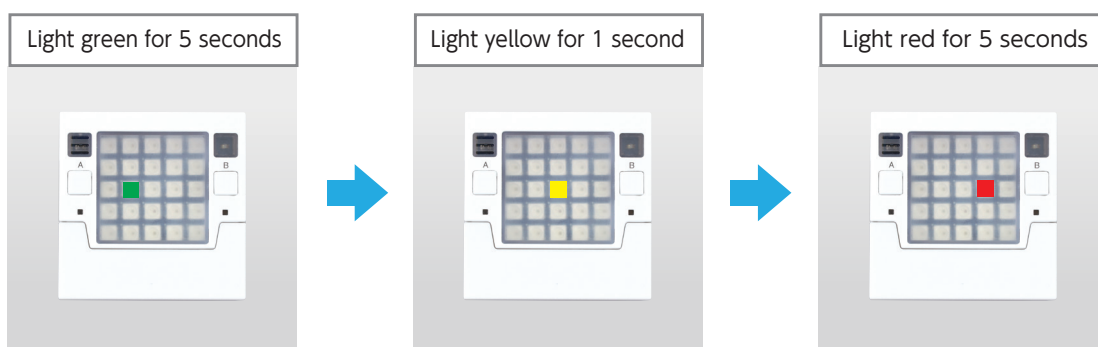 Light green for 5 seconds
Light yellow for 1 second
Light red for 5 seconds
A
B
A
B
A
B